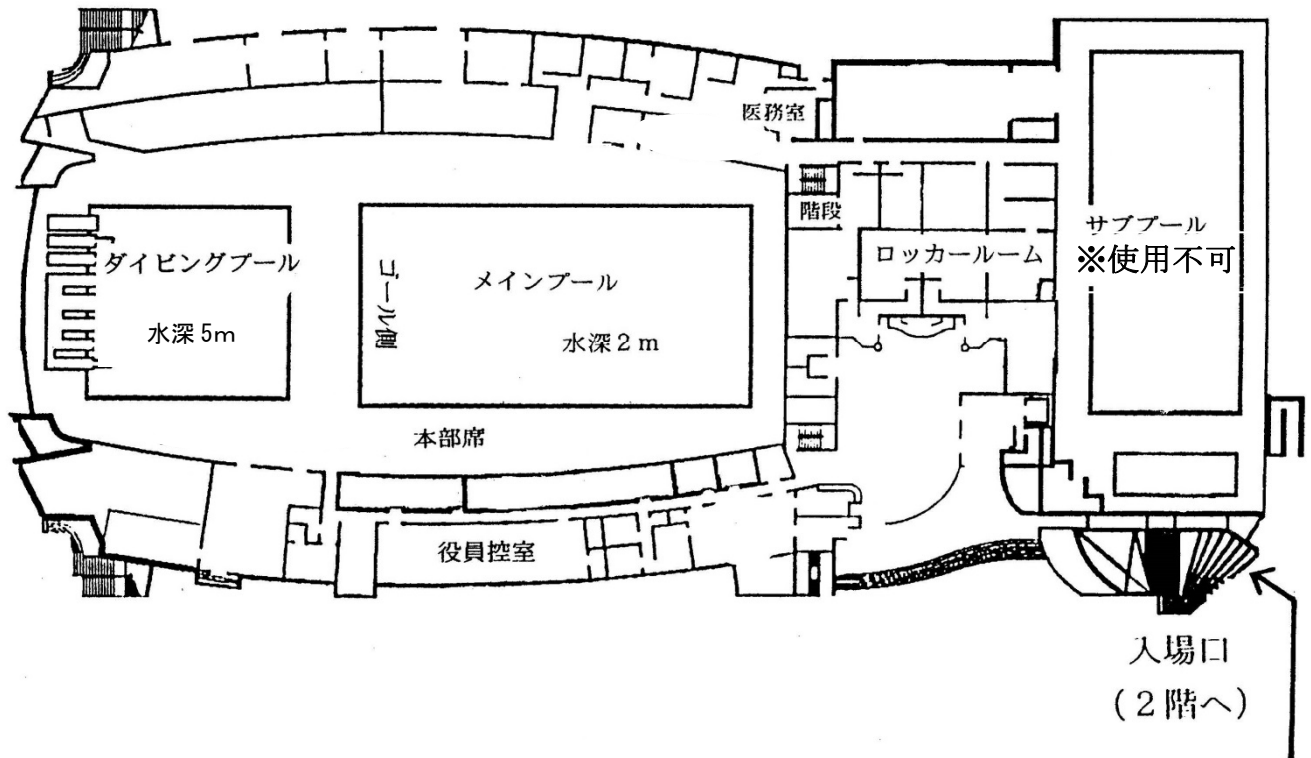 医務室
階段
サブプール
※使用不可
ロッカールーム
ダイビングプール
水深5m
ゴール側
メインプール
水深2m
本部席
役員控室
入場口
(2階へ)